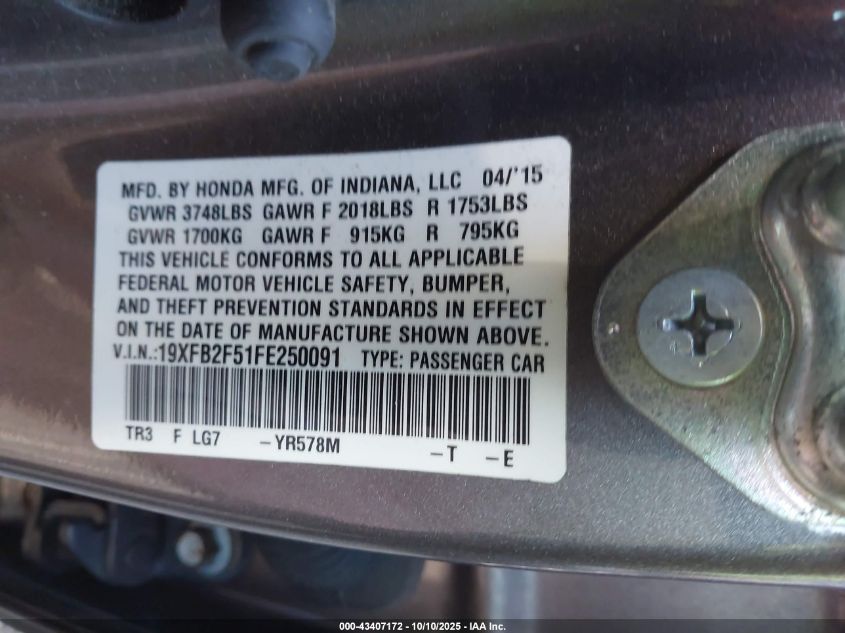 MFD. BY HONDA MFG. OF INDIANA, LLC 04/'15
GVWR 3748LBS GAWR F 2018LBS R 1753LBS
GVWR 1700KG GAWR F 915KG R 795KG
THIS VEHICLE CONFORMS TO ALL APPLICABLE
FEDERAL MOTOR VEHICLE SAFETY, BUMPER,
AND THEFT PREVENTION STANDARDS IN EFFECT
ON THE DATE OF MANUFACTURE SHOWN ABOVE.
V.I.N.:19XFB2F51FE250091 TYPE: PASSENGER CAR
TR3 F LG7 -YR578M -T -E
000-43407172 - 10/10/2025 - IAA Inc.